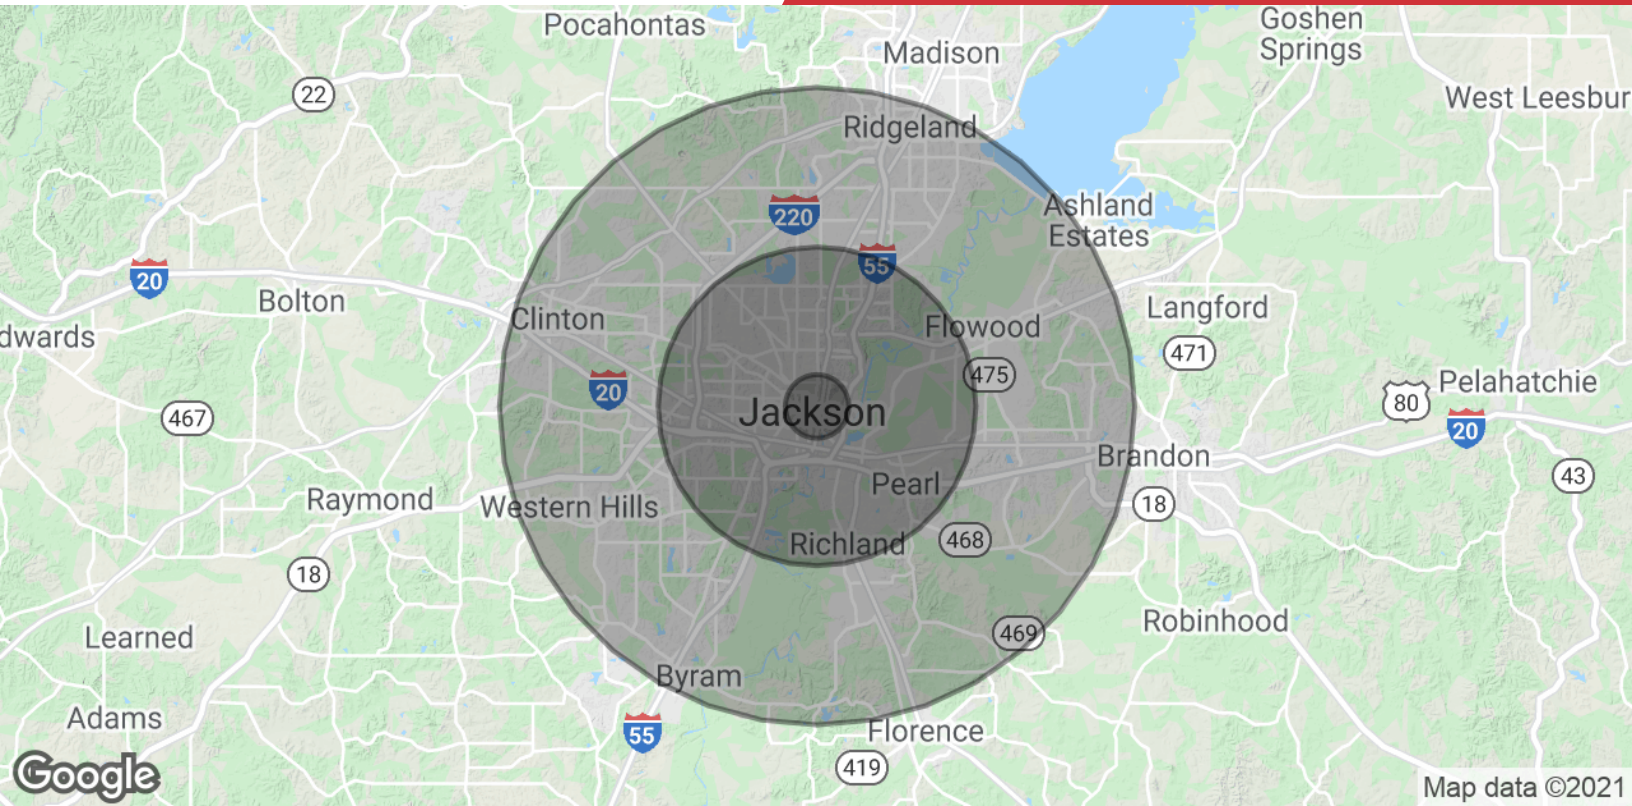 Pocahontas
Goshen
Springs
Madison
22
West Leesbur
Ridgeland
220
Ashland
Estates
55
20
Bolton
Langford
Clinton
Flowood
dwards
471
475
Pelahatchie
20
80
467
Jackson
20
Brandon
43
Pearl
Raymond
18
Western Hills
Richland
468
18
Robinhood
469
Learned
Byram
Adams
55
Florence
419
Google
Map data ©2021